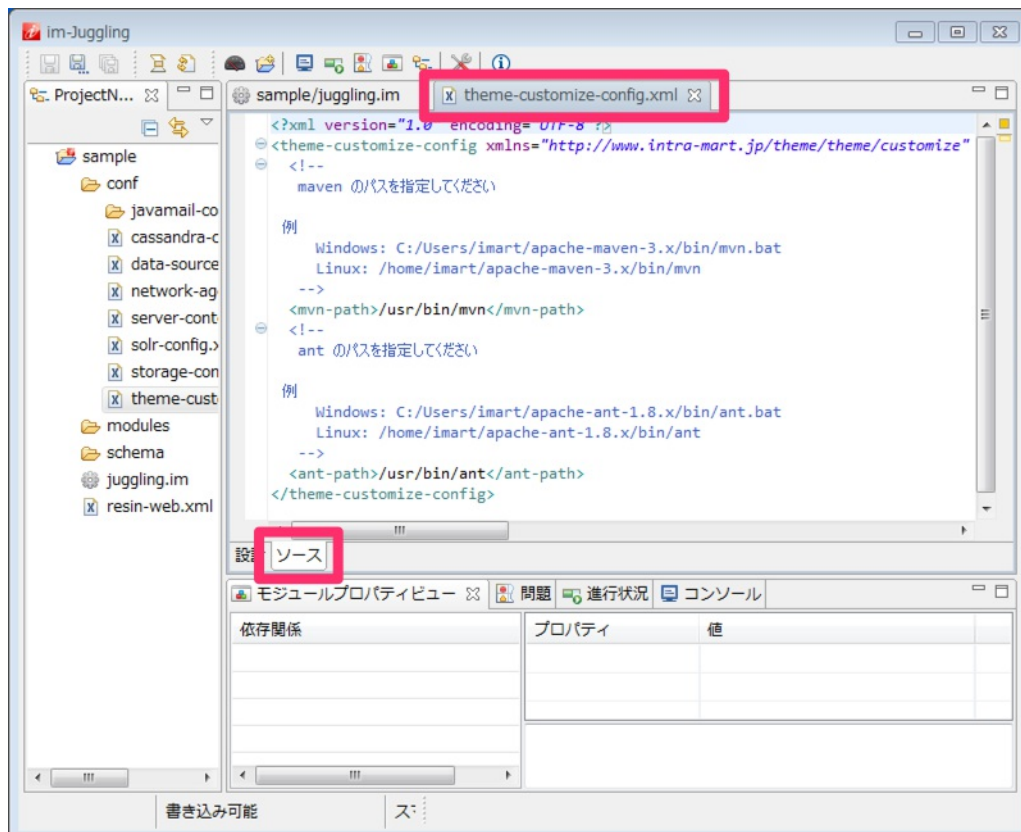 im-Juggling
ProjectN...
sample/juggling.im
theme-customize-config.xml
sample
conf
javamail-co
cassandra-c
data-source
network-ag
server-cont
solr-config.x
storage-con
theme-cust
modules
schema
juggling.im
resin-web.xml
<?xml version="1.0" encoding="UTF-8"?>
<theme-customize-config xmlns="http://www.intra-mart.jp/theme/theme/customize"
<!--
maven のパスを指定してください
例
Windows: C:/Users/imart/apache-maven-3.x/bin/mvn.bat
Linux: /home/imart/apache-maven-3.x/bin/mvn
-->
<mvn-path>/usr/bin/mvn</mvn-path>
<!--
ant のパスを指定してください
例
Windows: C:/Users/imart/apache-ant-1.8.x/bin/ant.bat
Linux: /home/imart/apache-ant-1.8.x/bin/ant
-->
<ant-path>/usr/bin/ant</ant-path>
</theme-customize-config>
ソース
モジュールプロパティビュー
問題
進行状況
コンソール
依存関係
プロパティ
値
書き込み可能